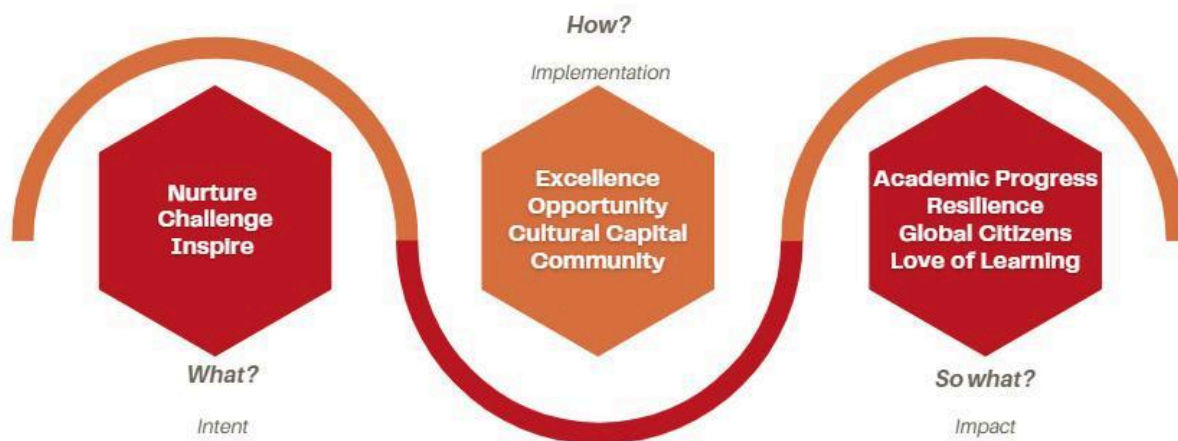 Nurture
Challenge
Inspire
What?
Intent
How?
Implementation
Excellence
Opportunity
Cultural Capital
Community
Academic Progress
Resilience
Global Citizens
Love of Learning
So what?
Impact